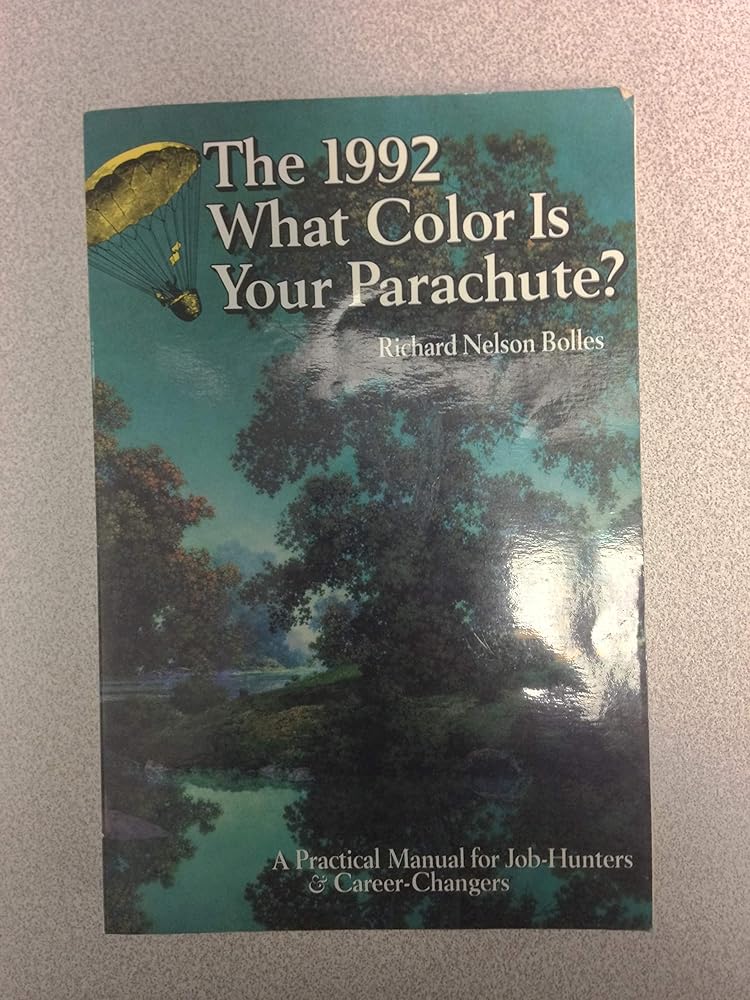 The 1992
What Color Is
Your Parachute?
Richard Nelson Bolles
A Practical Manual for Job-Hunters
& Career-Changers